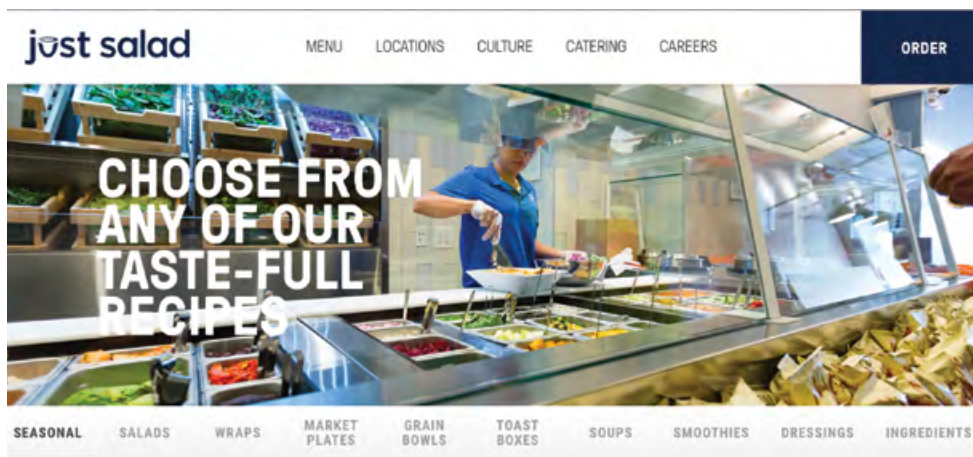 just salad
MENU LOCATIONS CULTURE CATERING CAREERS ORDER
CHOOSE FROM
ANY OF OUR
TASTE-FULL
RECIPES
SEASONAL SALADS WRAPS MARKET PLATES GRAIN BOWLS TOAST BOXES SOUPS SMOOTHIES DRESSINGS INGREDIENTS